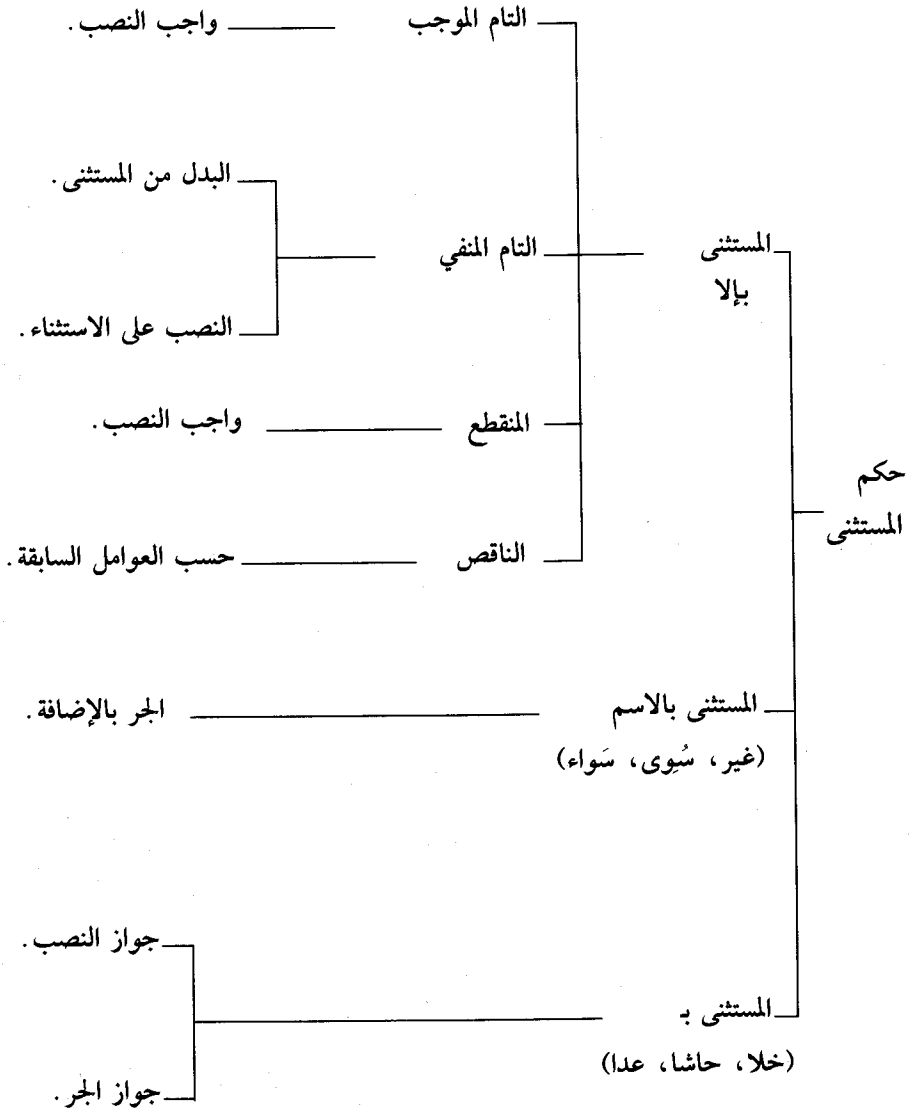 التام الموجب واجب النصب.
البدل من المستثنى.
المستثنى التام المنفي
بإلا
النصب على الاستثناء.
المنقطع واجب النصب.
حكم
المستثنى
الناقص حسب العوامل السابقة.
المستثنى بالاسم الجر بالإضافة.
(غير، سُوِى، سَواء)
جواز النصب.
المستثنى بـ
(خلا، حاشا، عدا)
جواز الجر.